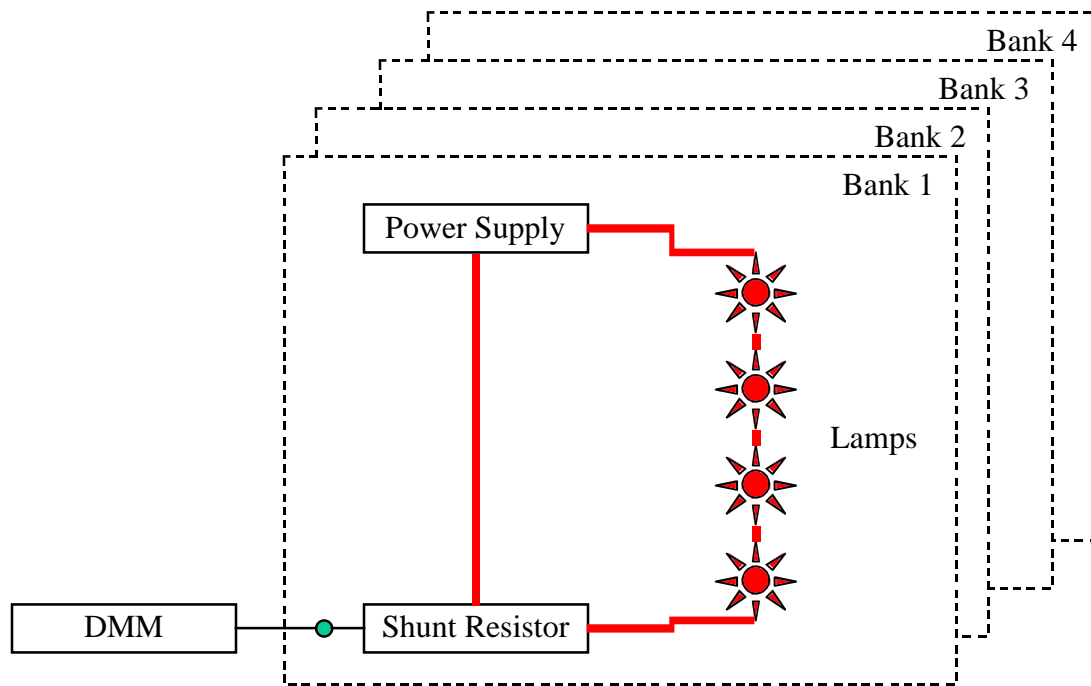 Bank 4
Bank 3
Bank 2
Bank 1
Power Supply
Lamps
DMM
Shunt Resistor